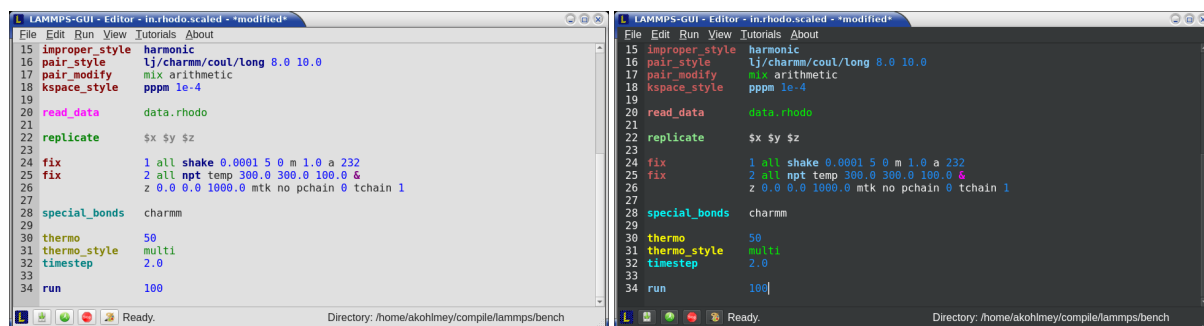 LAMMPS-GUI - Editor - in.rhodo.scaled - *modified*
File Edit Run View Tutorials About
15 improper_style harmonic
16 pair_style lj/charmm/coul/long 8.0 10.0
17 pair_modify mix arithmetic
18 kspace_style pppm 1e-4
19
20 read_data data.rhodo
21
22 replicate $x $y $z
23
24 fix 1 all shake 0.0001 5 0 m 1.0 a 232
25 fix 2 all npt temp 300.0 300.0 100.0 &
26 z 0.0 0.0 1000.0 mtk no pchain 0 tchain 1
27
28 special_bonds charmm
29
30 thermo 50
31 thermo_style multi
32 timestep 2.0
33
34 run 100
Ready. Directory: /home/akohlmey/compile/lammps/bench
LAMMPS-GUI - Editor - in.rhodo.scaled - *modified*
File Edit Run View Tutorials About
15 improper_style harmonic
16 pair_style lj/charmm/coul/long 8.0 10.0
17 pair_modify mix arithmetic
18 kspace_style pppm 1e-4
19
20 read_data data.rhodo
21
22 replicate $x $y $z
23
24 fix 1 all shake 0.0001 5 0 m 1.0 a 232
25 fix 2 all npt temp 300.0 300.0 100.0 &
26 z 0.0 0.0 1000.0 mtk no pchain 0 tchain 1
27
28 special_bonds charmm
29
30 thermo 50
31 thermo_style multi
32 timestep 2.0
33
34 run 100
Ready. Directory: /home/akohlmey/compile/lammps/bench